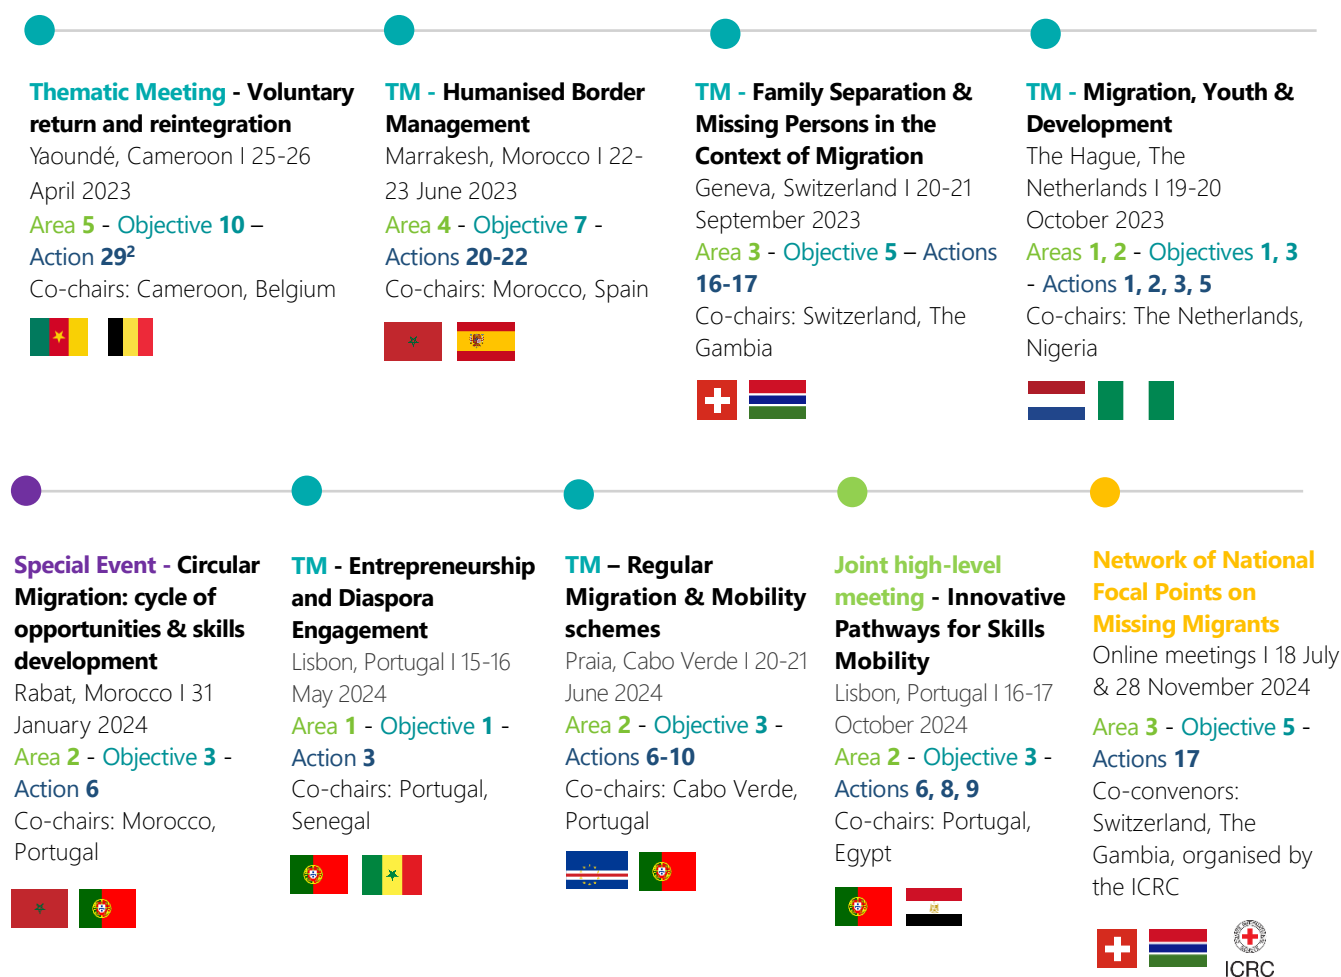 Thematic Meeting - Voluntary
return and reintegration
Yaoundé, Cameroon I 25-26
April 2023
Area 5 - Objective 10 –
Action 29²
Co-chairs: Cameroon, Belgium
TM - Humanised Border
Management
Marrakesh, Morocco I 22-
23 June 2023
Area 4 - Objective 7 -
Actions 20-22
Co-chairs: Morocco, Spain
TM - Family Separation &
Missing Persons in the
Context of Migration
Geneva, Switzerland I 20-21
September 2023
Area 3 - Objective 5 – Actions
16-17
Co-chairs: Switzerland, The
Gambia
TM - Migration, Youth &
Development
The Hague, The
Netherlands I 19-20
October 2023
Areas 1, 2 - Objectives 1, 3
- Actions 1, 2, 3, 5
Co-chairs: The Netherlands,
Nigeria
Special Event - Circular
Migration: cycle of
opportunities & skills
development
Rabat, Morocco I 31
January 2024
Area 2 - Objective 3 -
Action 6
Co-chairs: Morocco,
Portugal
TM - Entrepreneurship
and Diaspora
Engagement
Lisbon, Portugal I 15-16
May 2024
Area 1 - Objective 1 -
Action 3
Co-chairs: Portugal,
Senegal
TM – Regular
Migration & Mobility
schemes
Praia, Cabo Verde I 20-21
June 2024
Area 2 - Objective 3 -
Actions 6-10
Co-chairs: Cabo Verde,
Portugal
Joint high-level
meeting - Innovative
Pathways for Skills
Mobility
Lisbon, Portugal I 16-17
October 2024
Area 2 - Objective 3 -
Actions 6, 8, 9
Co-chairs: Portugal,
Egypt
Network of National
Focal Points on
Missing Migrants
Online meetings I 18 July
& 28 November 2024
Area 3 - Objective 5 -
Actions 17
Co-convenors:
Switzerland, The
Gambia, organised by
the ICRC
ICRC